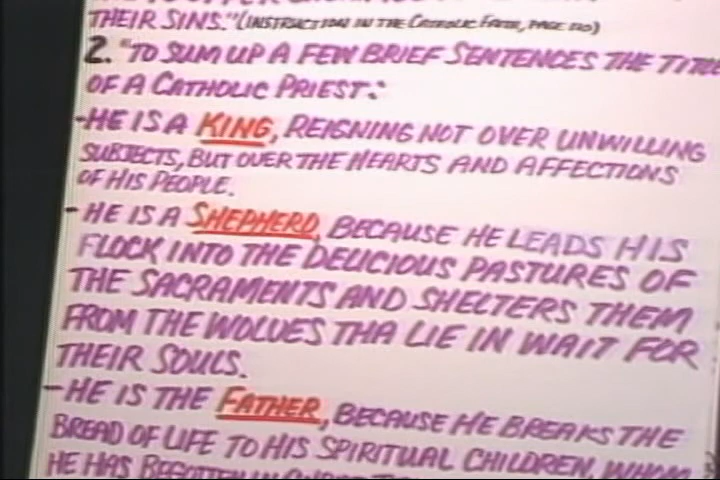 THEIR SINS." (INSTRUCTION IN THE CATHOLIC FAITH, PAGE 120)
2. "TO SUM UP A FEW BRIEF SENTENCES THE TITLE
OF A CATHOLIC PRIEST:
-HE IS A KING, REIGNING NOT OVER UNWILLING
SUBJECTS, BUT OVER THE HEARTS AND AFFECTIONS
OF HIS PEOPLE.
- HE IS A SHEPHERD, BECAUSE HE LEADS HIS
FLOCK INTO THE DELICIOUS PASTURES OF
THE SACRAMENTS AND SHELTERS THEM
FROM THE WOLVES THA LIE IN WAIT FOR
THEIR SOULS.
-HE IS THE FATHER, BECAUSE HE BREAKS THE
BREAD OF LIFE TO HIS SPIRITUAL CHILDREN, WHOM
HE HAS BEGOTTEN IN